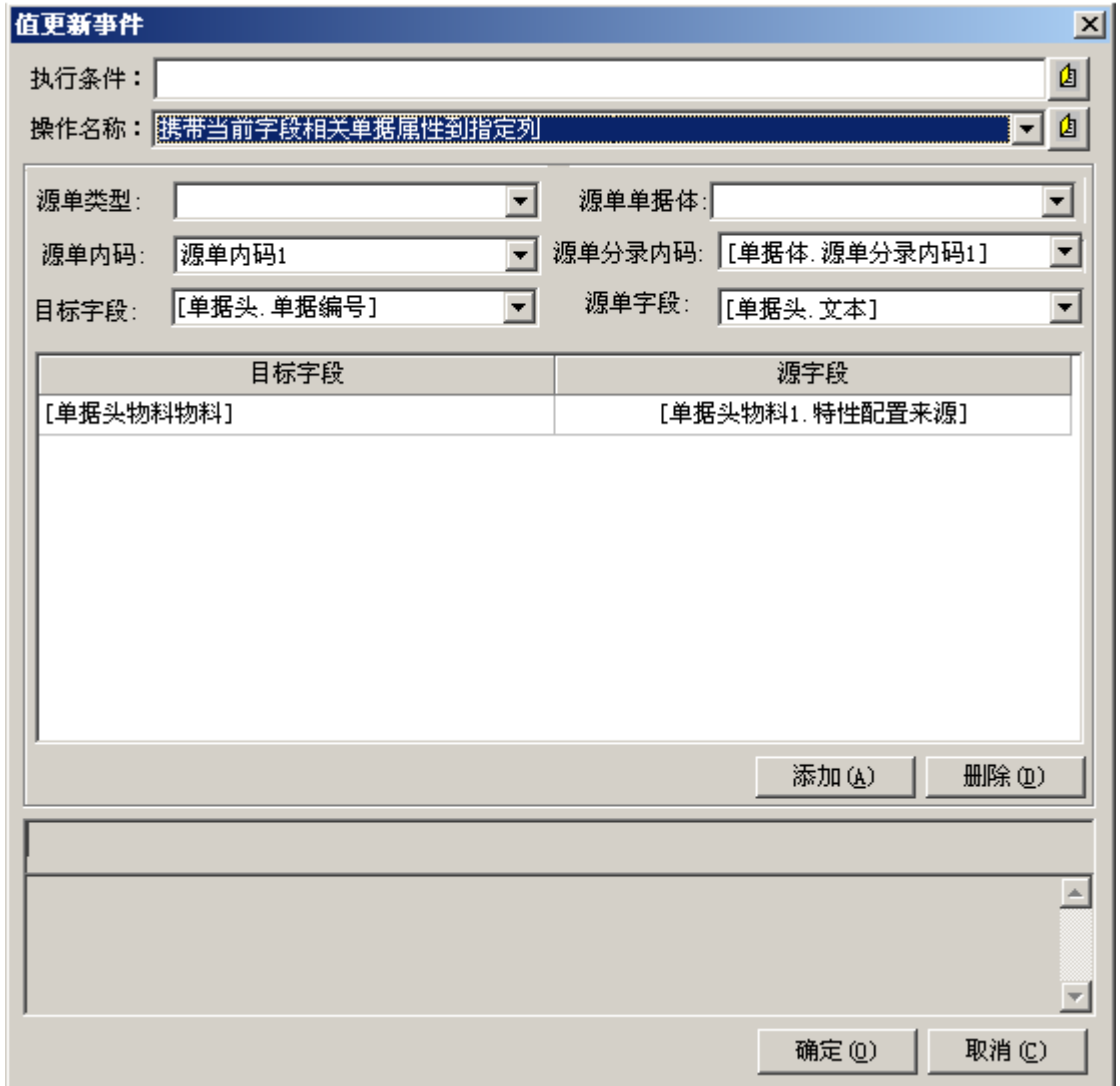 值更新事件
执行条件：
操作名称：携带当前字段相关单据属性到指定列
源单类型: 源单单据体:
源单内码: 源单内码1 源单分录内码: [单据体.源单分录内码1]
目标字段: [单据头.单据编号] 源单字段: [单据头.文本]
目标字段 源字段
[单据头物料物料] [单据头物料1.特性配置来源]
添加(A) 删除(D)
确定(O) 取消(C)